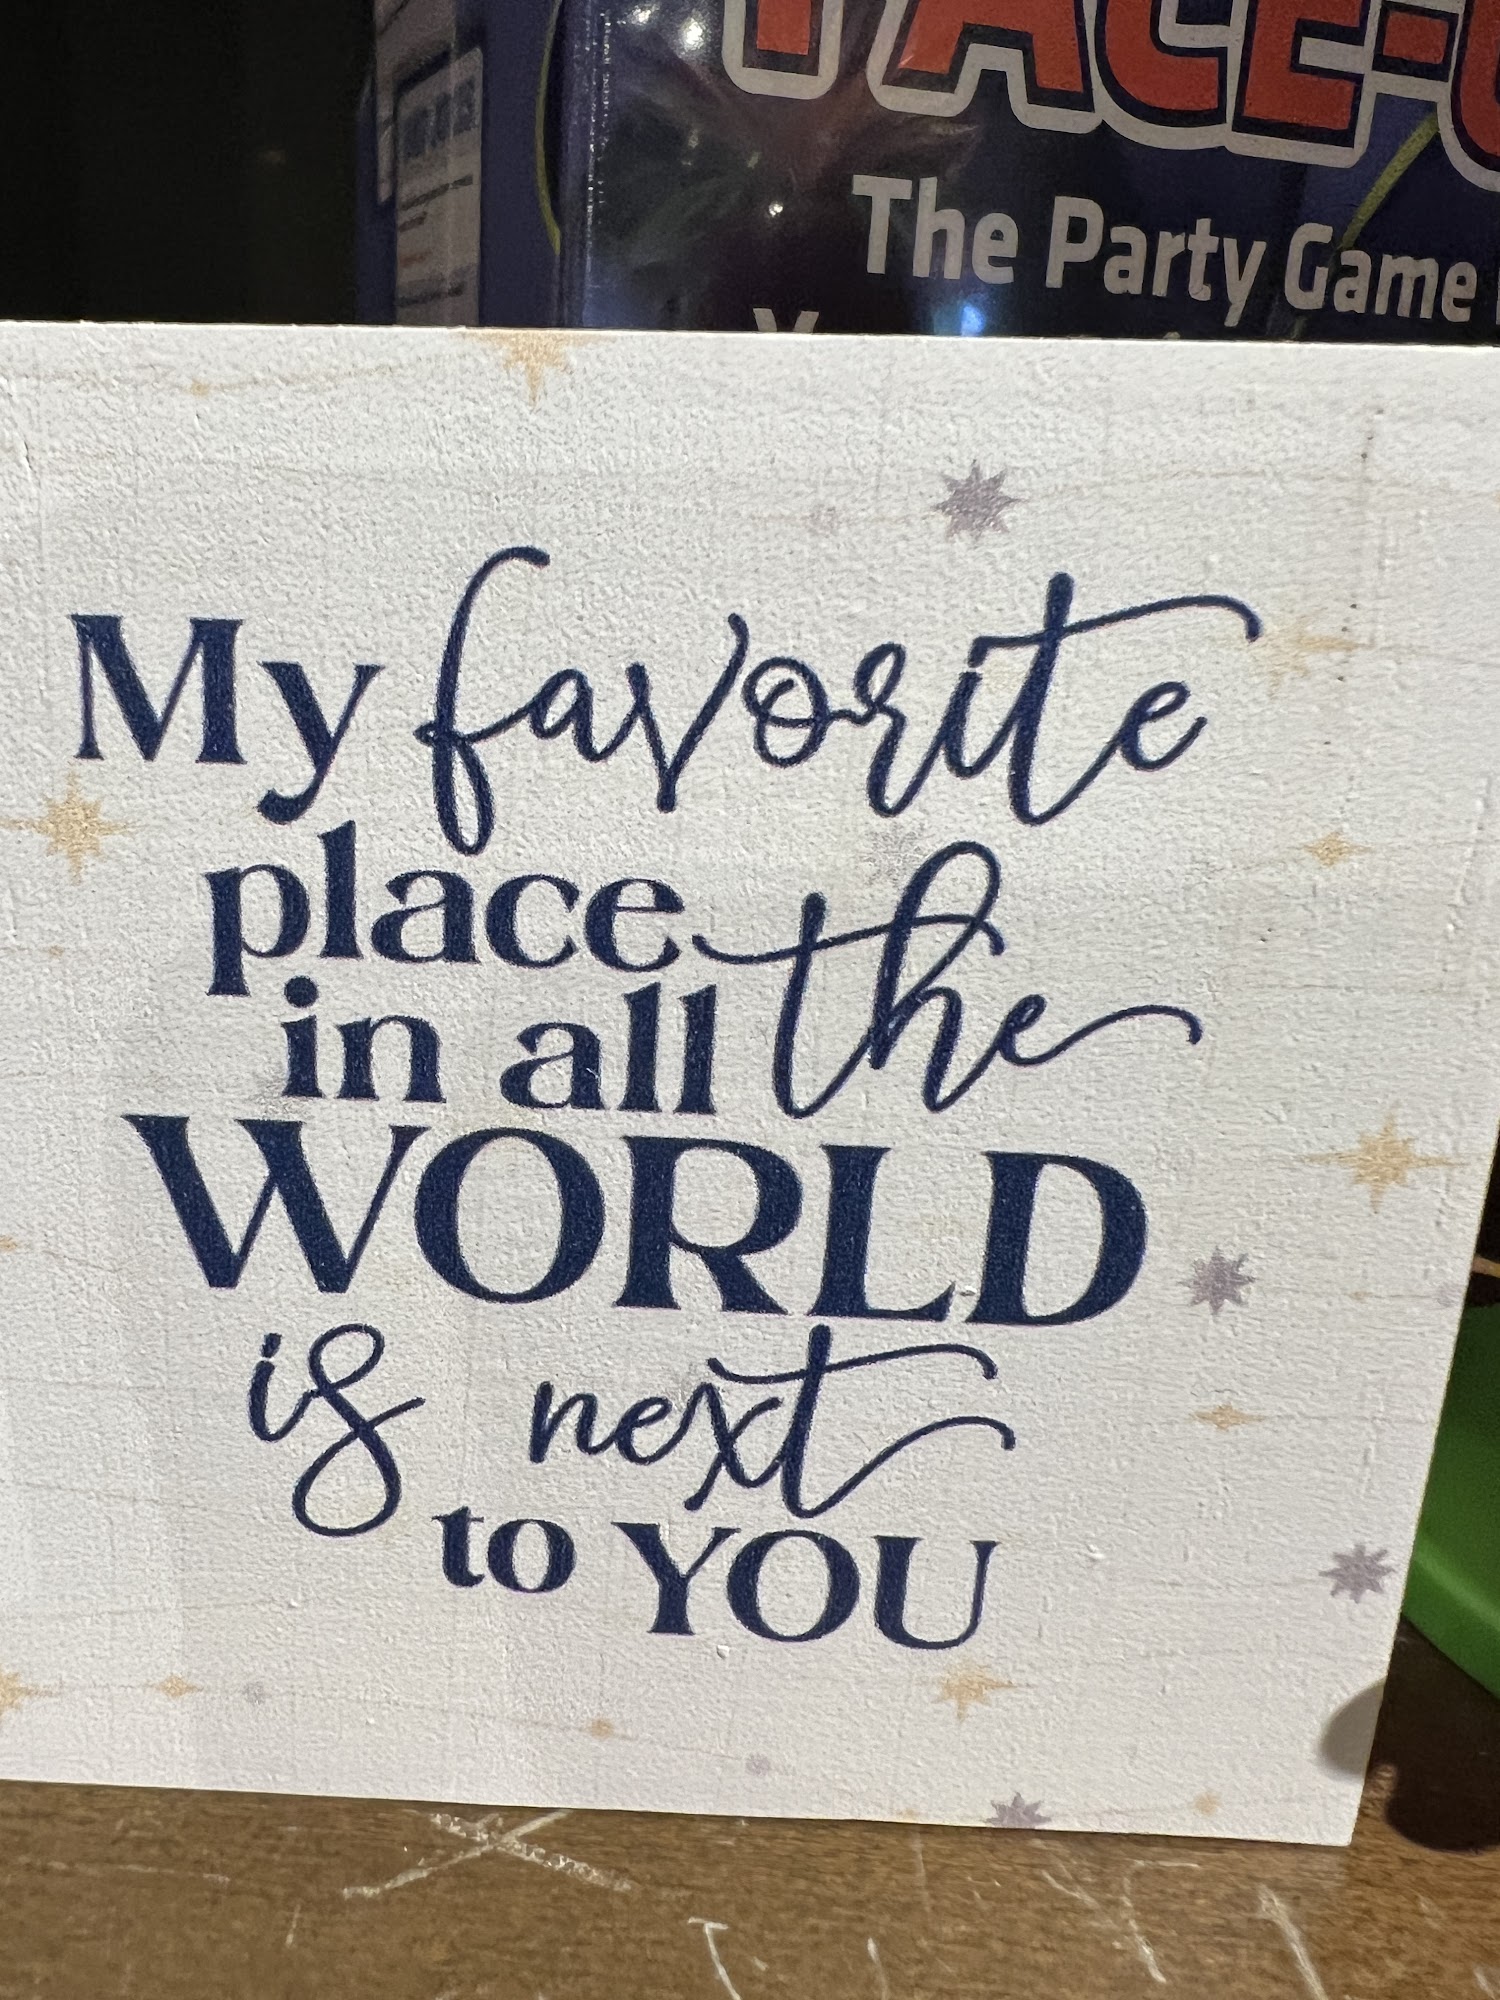 The Party Game
My favorite
place
in all the
WORLD
is next
to YOU